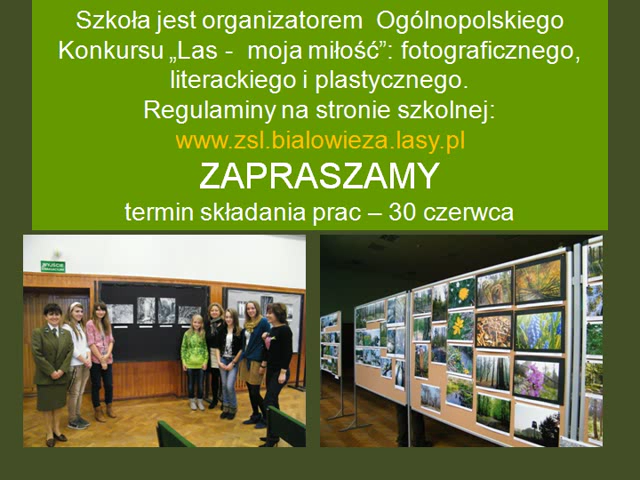 Szkoła jest organizatorem Ogólnopolskiego
Konkursu „Las - moja miłość”: fotograficznego,
literackiego i plastycznego.
Regulaminy na stronie szkolnej:
www.zsl.bialowieza.lasy.pl
ZAPRASZAMY
termin składania prac – 30 czerwca